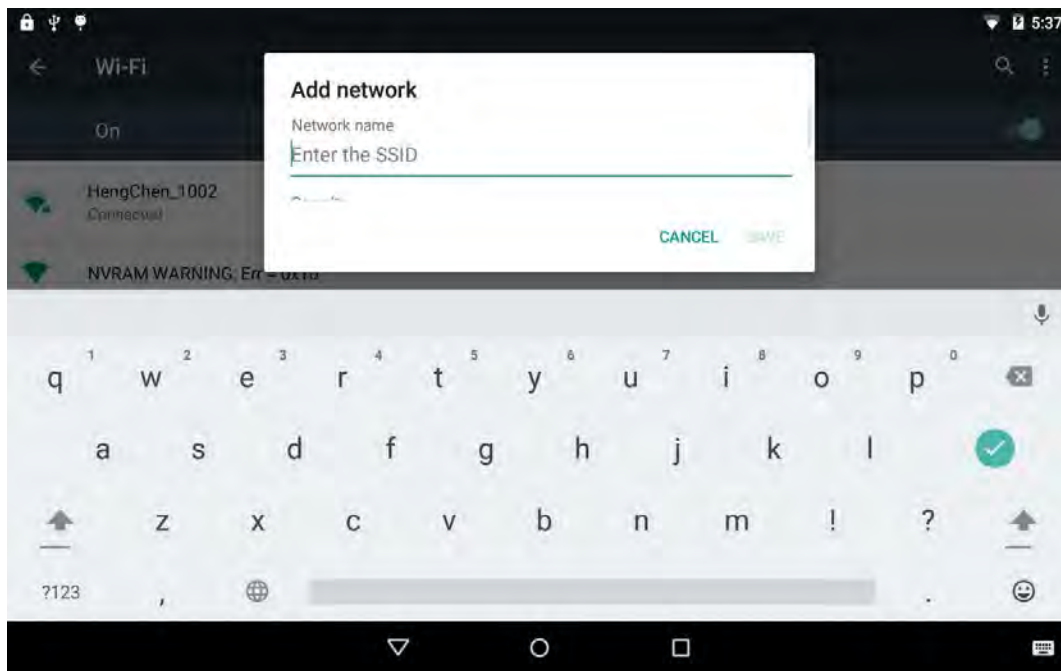 5:37
Wi-Fi
Add network
Network name
On
Enter the SSID
HengChen_1002
Connected
CANCEL SAVE
NVRAM WARNING: Err = 0x10
1 2 3 4 5 6 7 8 9 0
q w e r t y u i o p
a s d f g h j k l
z x c v b n m ! ?
?123 , .